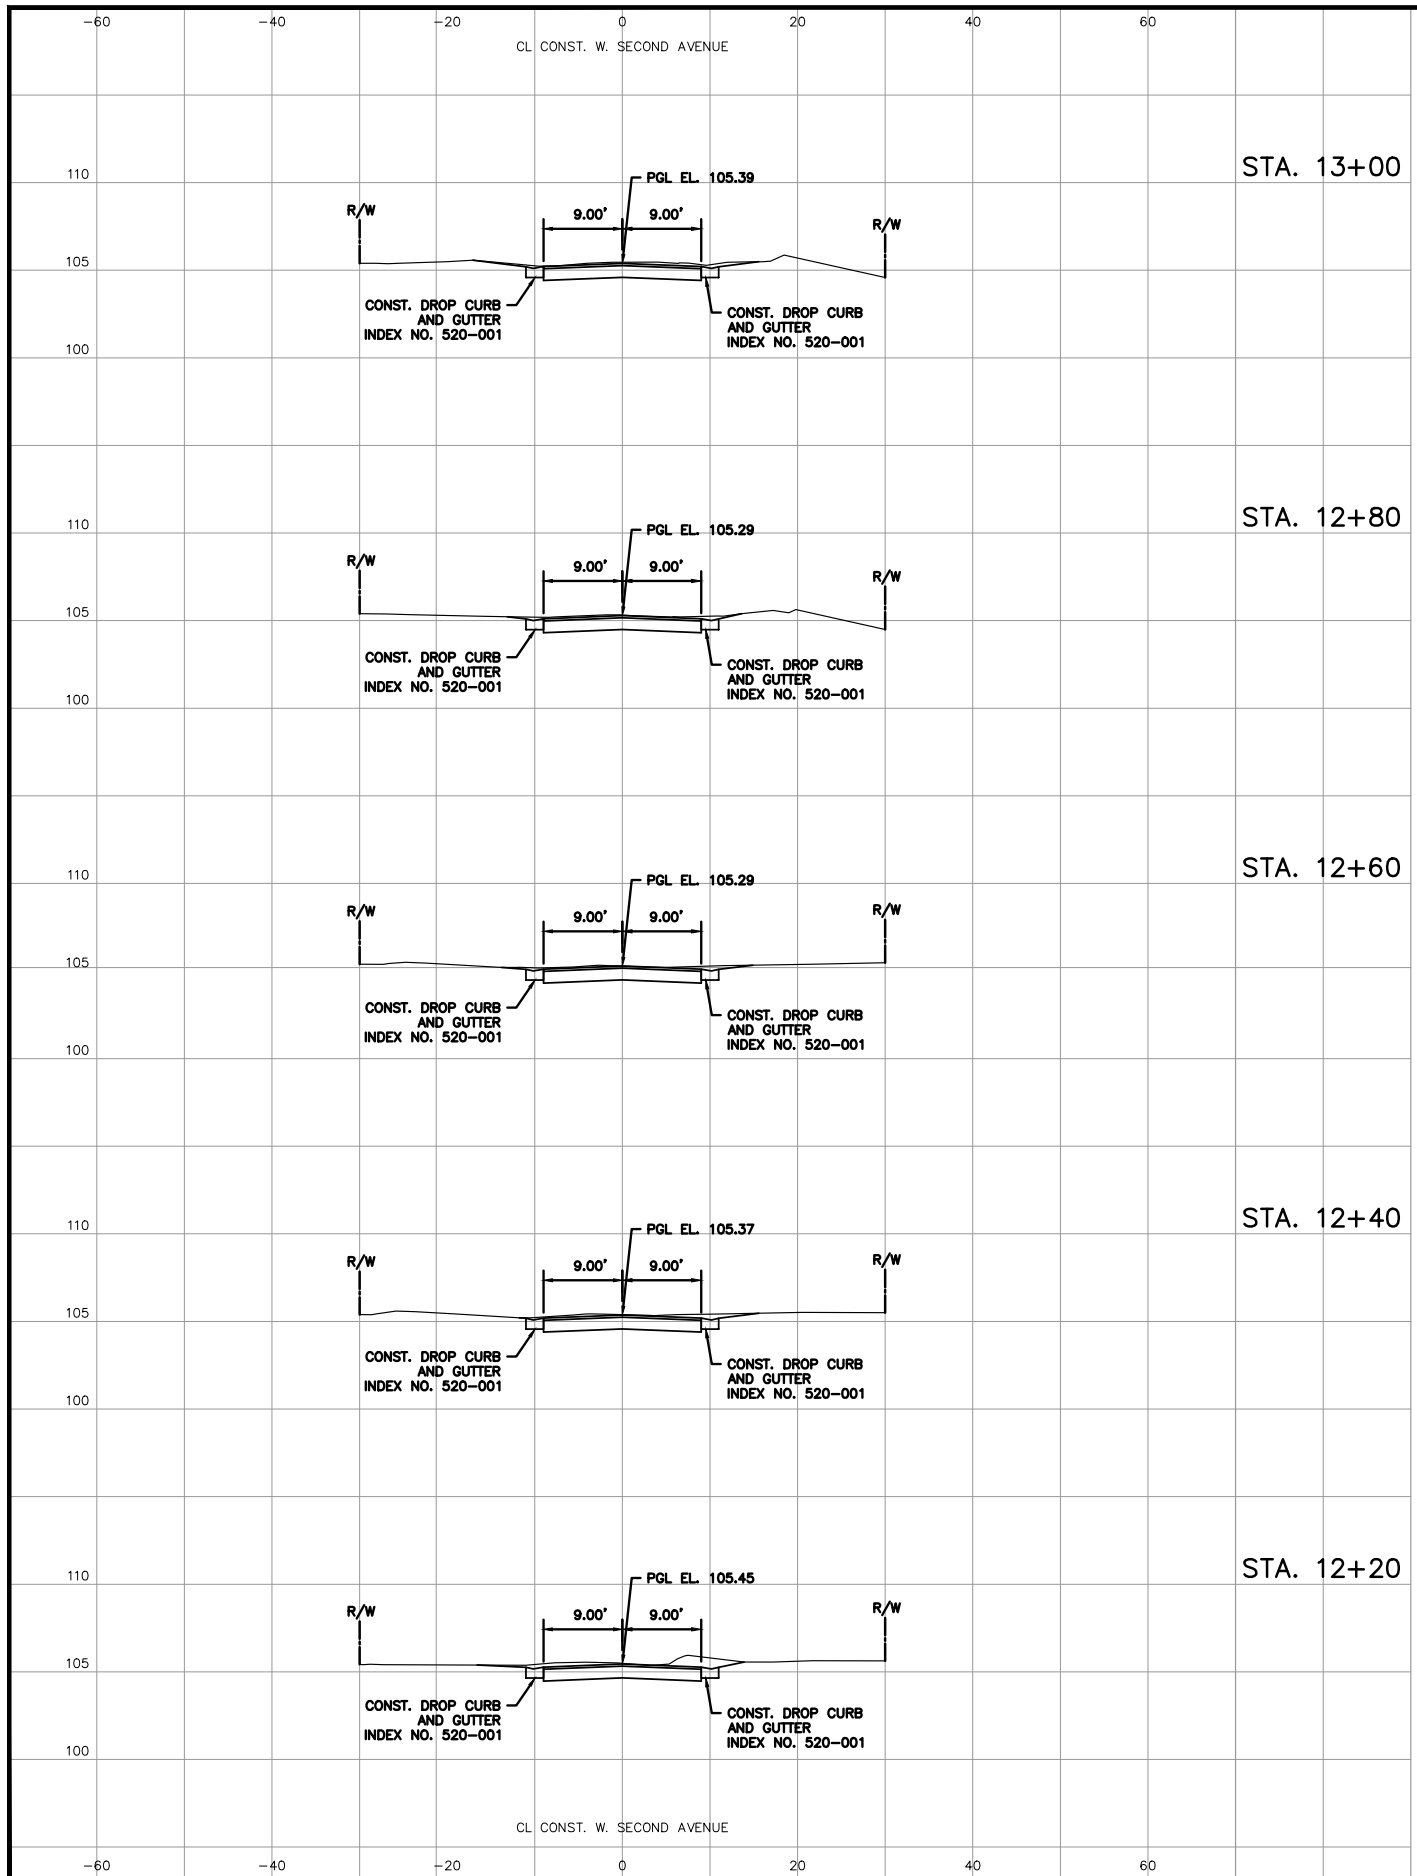 -60 -40 -20 0 20 40 60
CL CONST. W. SECOND AVENUE
STA. 13+00
110
PGL EL. 105.39
R/W
9.00' 9.00'
R/W
105
CONST. DROP CURB
AND GUTTER
INDEX NO. 520-001
CONST. DROP CURB
AND GUTTER
INDEX NO. 520-001
100
STA. 12+80
110
PGL EL. 105.29
R/W
9.00' 9.00'
R/W
105
CONST. DROP CURB
AND GUTTER
INDEX NO. 520-001
CONST. DROP CURB
AND GUTTER
INDEX NO. 520-001
100
STA. 12+60
110
PGL EL. 105.29
R/W
9.00' 9.00'
R/W
105
CONST. DROP CURB
AND GUTTER
INDEX NO. 520-001
CONST. DROP CURB
AND GUTTER
INDEX NO. 520-001
100
STA. 12+40
110
PGL EL. 105.37
R/W
9.00' 9.00'
R/W
105
CONST. DROP CURB
AND GUTTER
INDEX NO. 520-001
CONST. DROP CURB
AND GUTTER
INDEX NO. 520-001
100
STA. 12+20
110
PGL EL. 105.45
R/W
9.00' 9.00'
R/W
105
CONST. DROP CURB
AND GUTTER
INDEX NO. 520-001
CONST. DROP CURB
AND GUTTER
INDEX NO. 520-001
100
CL CONST. W. SECOND AVENUE
-60 -40 -20 0 20 40 60